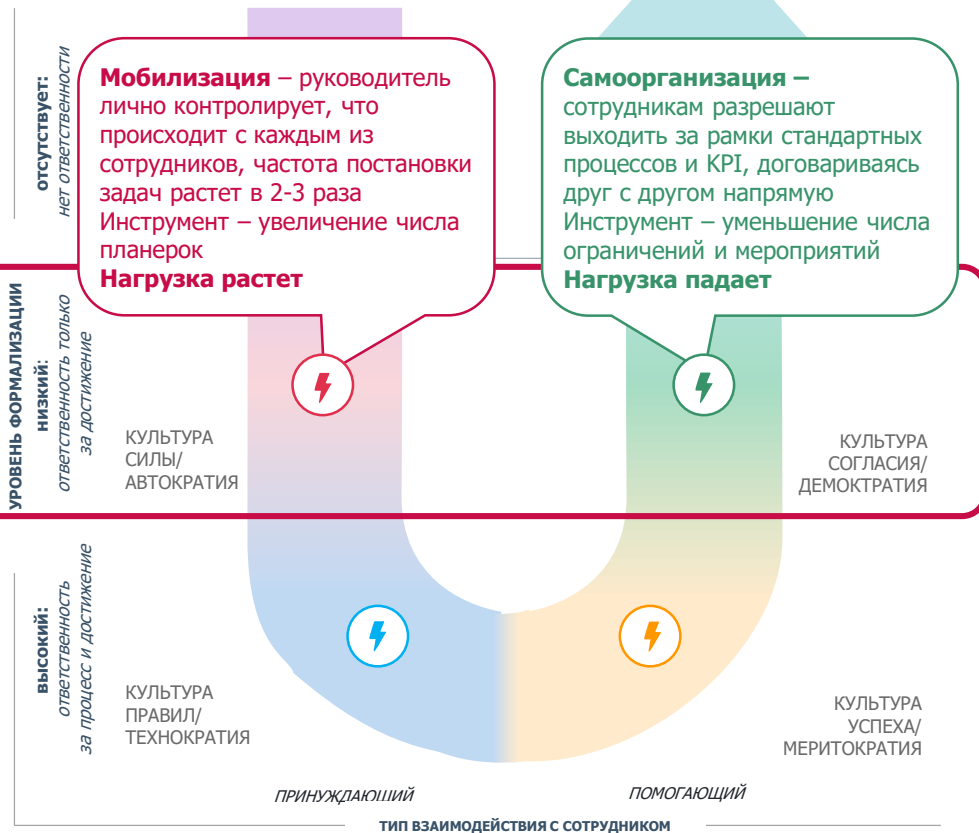 отсутствует:
нет ответственности
Мобилизация – руководитель
лично контролирует, что
происходит с каждым из
сотрудников, частота постановки
задач растет в 2-3 раза
Инструмент – увеличение числа
планерок
Нагрузка растет
Самоорганизация –
сотрудникам разрешают
выходить за рамки стандартных
процессов и KPI, договариваясь
друг с другом напрямую
Инструмент – уменьшение числа
ограничений и мероприятий
Нагрузка падает
УРОВЕНЬ ФОРМАЛИЗАЦИИ
низкий:
ответственность только
за достижение
КУЛЬТУРА
СИЛЫ/
АВТОКРАТИЯ
КУЛЬТУРА
СОГЛАСИЯ/
ДЕМОКТРАТИЯ
высокий:
ответственность
за процесс и достижение
КУЛЬТУРА
ПРАВИЛ/
ТЕХНОКРАТИЯ
КУЛЬТУРА
УСПЕХА/
МЕРИТОКРАТИЯ
ПРИНУЖДАЮЩИЙ
ПОМОГАЮЩИЙ
ТИП ВЗАИМОДЕЙСТВИЯ С СОТРУДНИКОМ